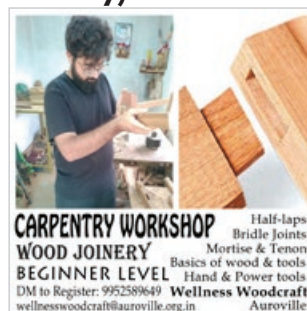 CARPENTRY WORKSHOP
WOOD JOINERY
BEGINNER LEVEL
DM to Register: 9952589649
wellnesswoodcraft@auroville.org.in
Half-laps
Bridle Joints
Mortise & Tenon
Basics of wood & tools
Hand & Power tools
Wellness Woodcraft
Auroville